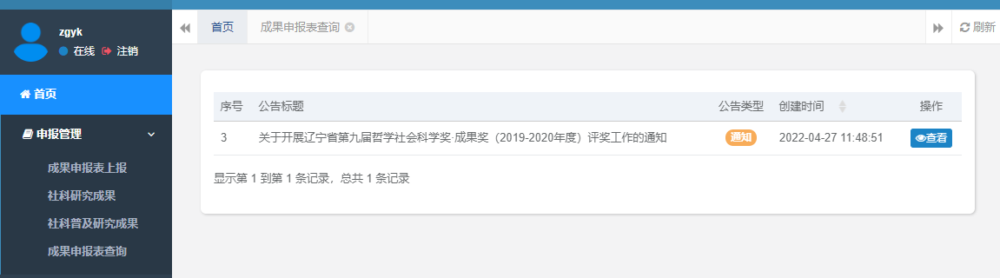 zgyk
在线 注销
首页
申报管理
成果申报表上报
社科研究成果
社科普及研究成果
成果申报表查询
首页 成果申报表查询 刷新
序号 公告标题 公告类型 创建时间 操作
3 关于开展辽宁省第九届哲学社会科学奖·成果奖（2019-2020年度）评奖工作的通知 通知 2022-04-27 11:48:51 查看
显示第 1 到第 1 条记录，总共 1 条记录